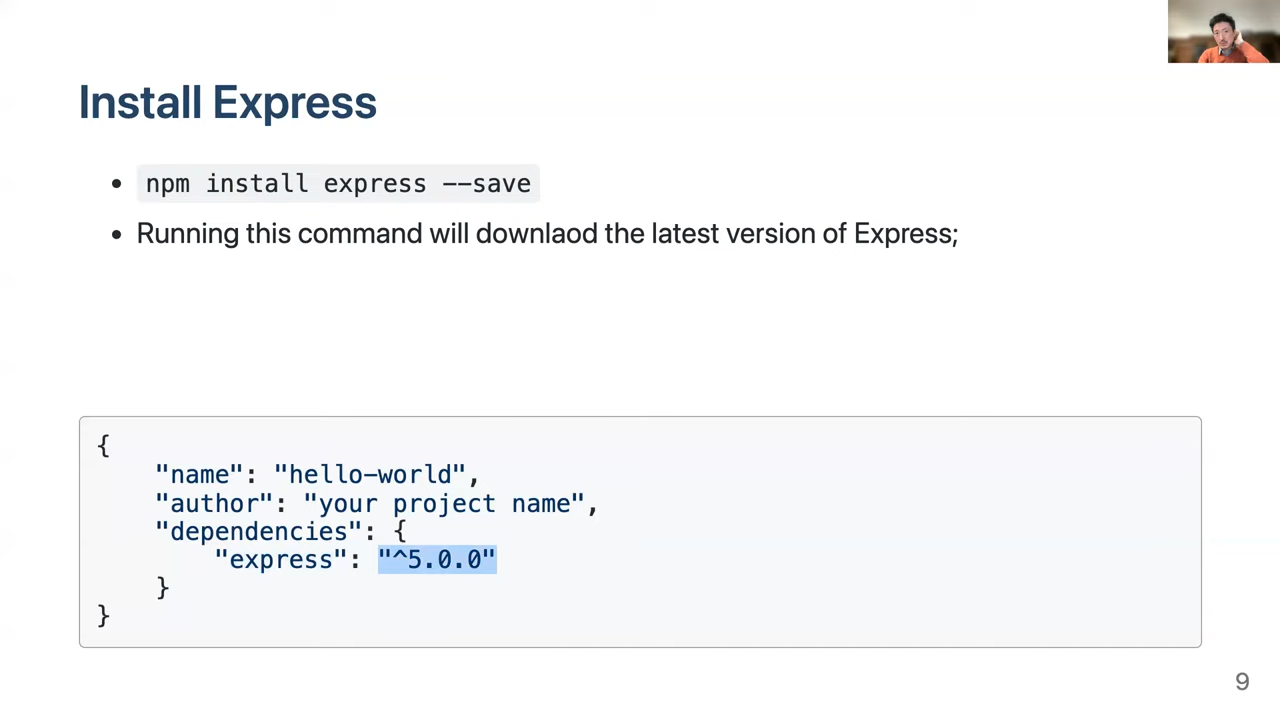 Install Express
• npm install express --save
• Running this command will downlaod the latest version of Express;
{
    "name": "hello-world",
    "author": "your project name",
    "dependencies": {
        "express": "^5.0.0"
    }
}
9